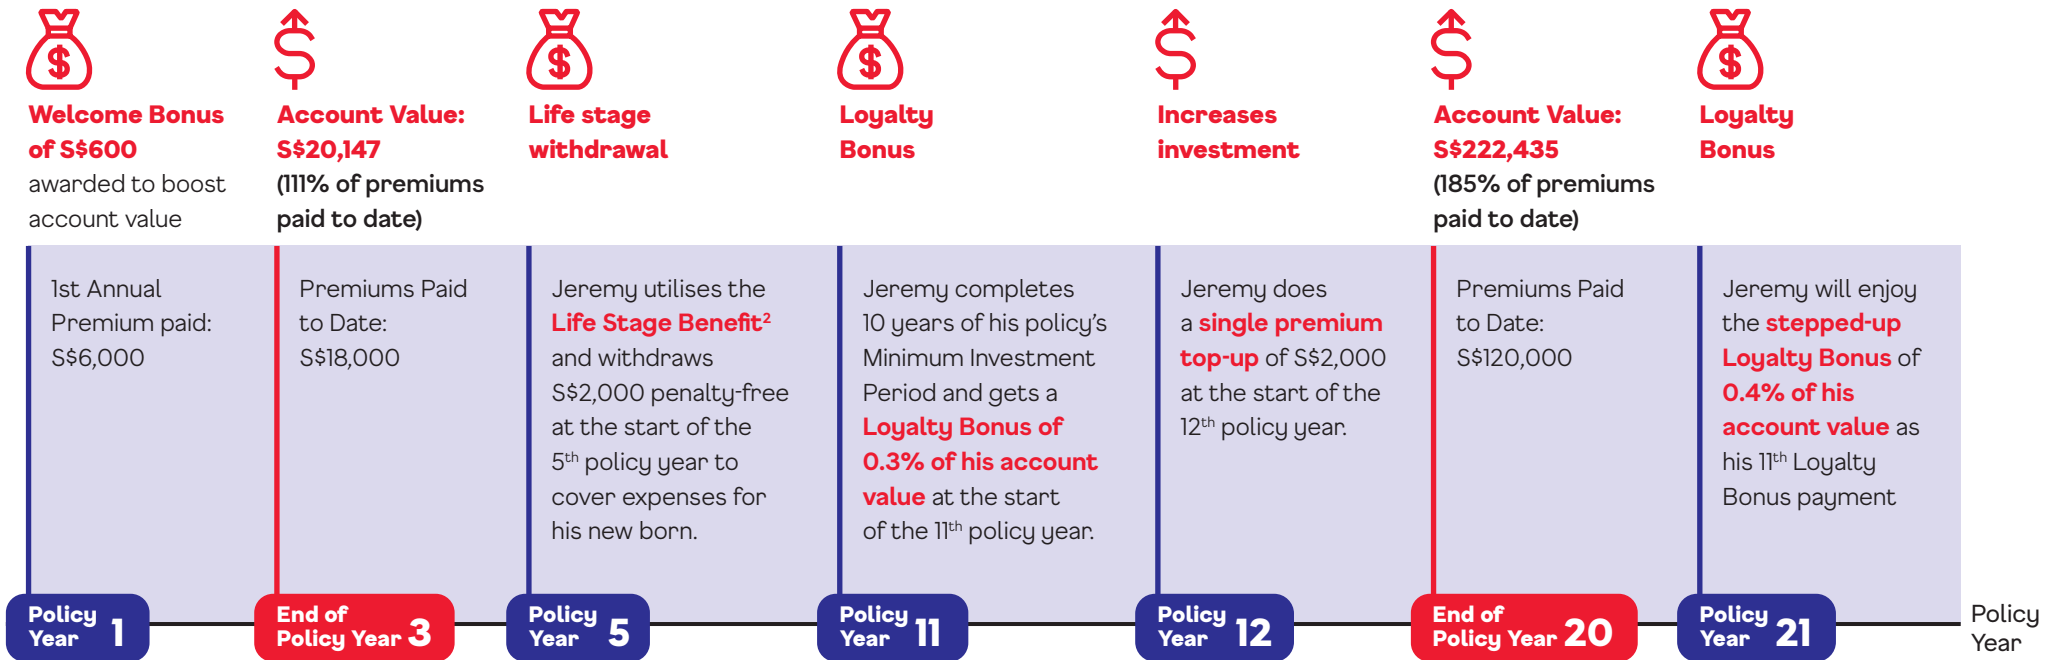 Welcome Bonus
of S$600
awarded to boost
account value
Account Value:
S$20,147
(111% of premiums
paid to date)
Life stage
withdrawal
Loyalty
Bonus
Increases
investment
Account Value:
S$222,435
(185% of premiums
paid to date)
Loyalty
Bonus
1st Annual
Premium paid:
S$6,000
Premiums Paid
to Date:
S$18,000
Jeremy utilises the
Life Stage Benefit²
and withdraws
S$2,000 penalty-free
at the start of the
5th policy year to
cover expenses for
his new born.
Jeremy completes
10 years of his policy's
Minimum Investment
Period and gets a
Loyalty Bonus of
0.3% of his account
value at the start
of the 11th policy year.
Jeremy does
a single premium
top-up of S$2,000
at the start of the
12th policy year.
Premiums Paid
to Date:
S$120,000
Jeremy will enjoy
the stepped-up
Loyalty Bonus of
0.4% of his
account value as
his 11th Loyalty
Bonus payment
Policy
Year 1
End of
Policy Year 3
Policy
Year 5
Policy
Year 11
Policy
Year 12
End of
Policy Year 20
Policy
Year 21
Policy
Year